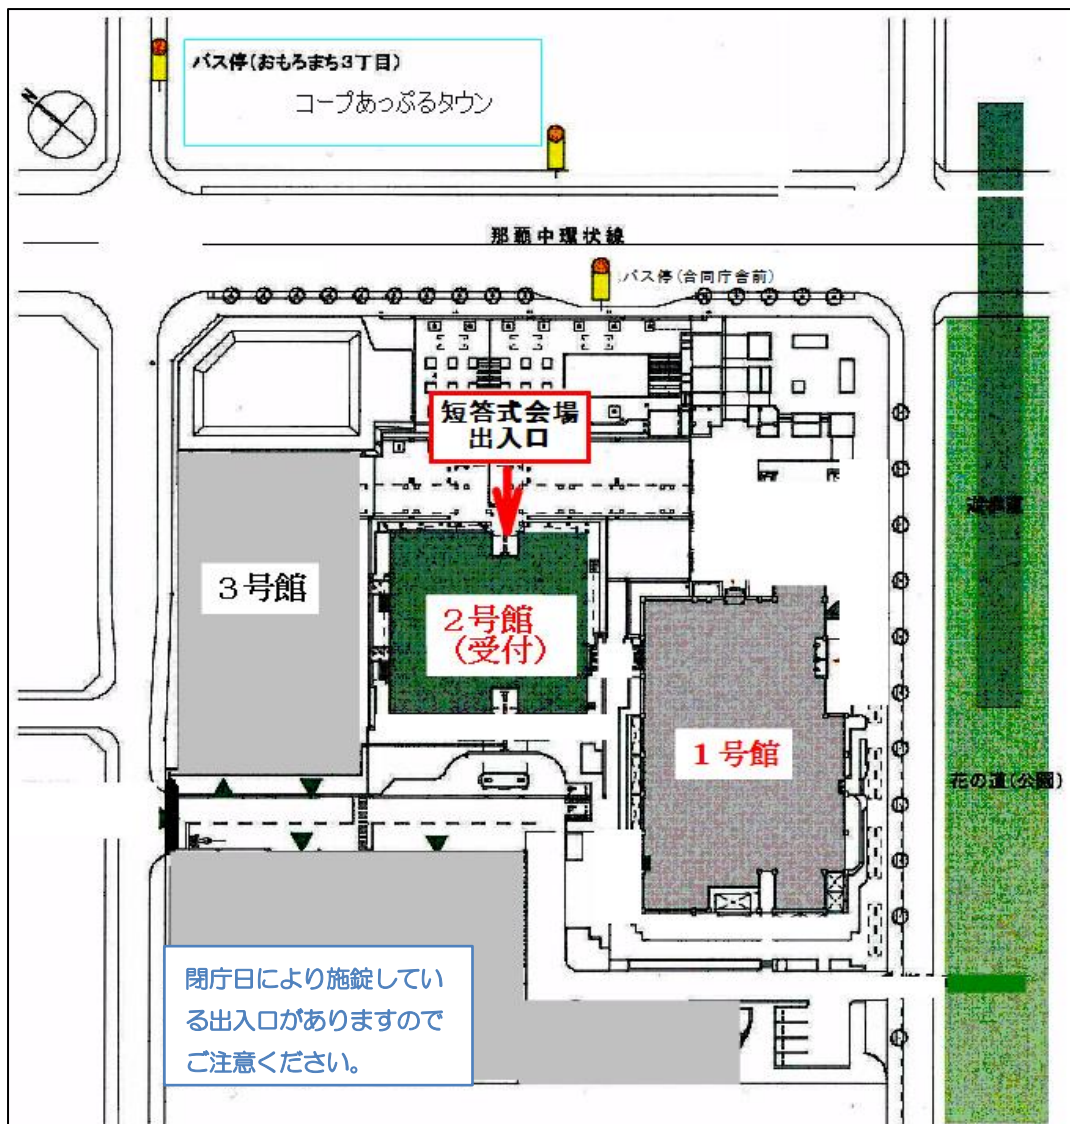 バス停(おもろまち3丁目)
コープあっぷるタウン
N
那覇中環状線
バス停(合同庁舎前)
短答式会場
出入口
遊歩道
3号館
2号館
(受付)
1号館
花の道(公園)
閉庁日により施錠してい
る出入口がありますので
ご注意ください。